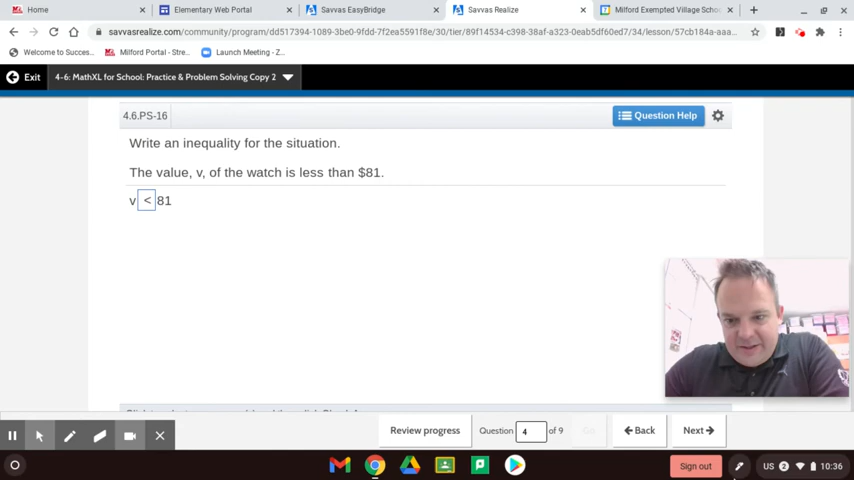 Home
Elementary Web Portal
Savvas EasyBridge
Savvas Realize
Milford Exempted Village Scho
savvasrealize.com/community/program/dd517394-1089-3be0-9fdd-7f2ea5591f8e/30/tier/89f14534-c398-38af-a323-0eab5df60ed7/34/lesson/57cb184a-aaa...
Welcome to Succes...
Milford Portal - Stre...
Launch Meeting - Z...
Exit
4-6: MathXL for School: Practice & Problem Solving Copy 2
4.6.PS-16
Question Help
Write an inequality for the situation.
The value, v, of the watch is less than $81.
v < 81
Review progress
Question 4 of 9
Back
Next
Sign out
US 2 10:36